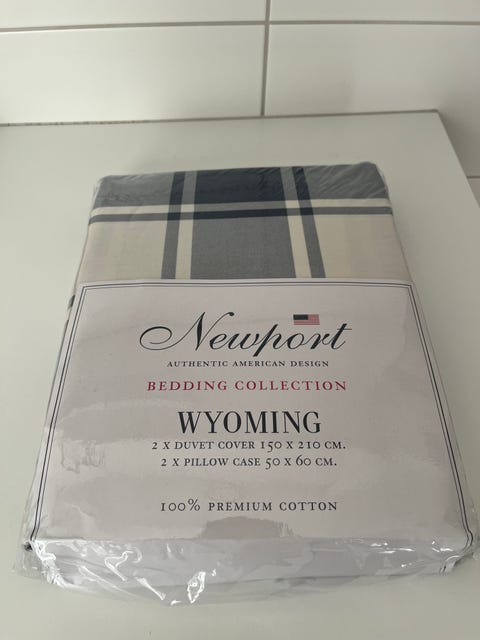 Newport
AUTHENTIC AMERICAN DESIGN
BEDDING COLLECTION
WYOMING
2 X DUVET COVER 150 X 210 CM.
2 X PILLOW CASE 50 X 60 CM.
100% PREMIUM COTTON